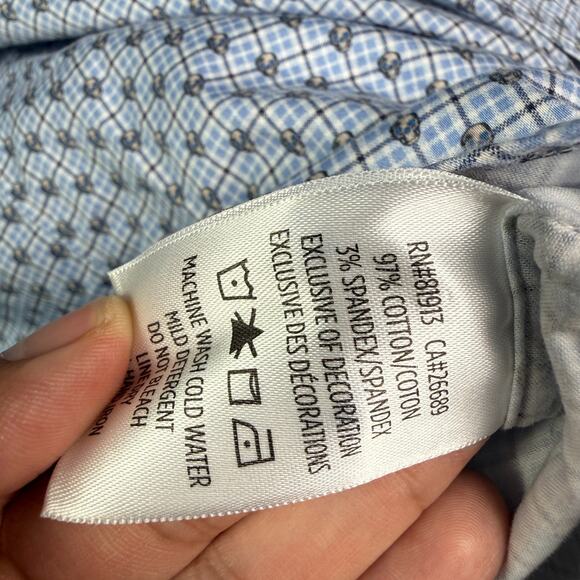 RN#81913 CA#26689
97% COTTON/COTON
3% SPANDEX/SPANDEX
EXCLUSIVE OF DECORATION
EXCLUSIVE DES DÉCORATIONS
MACHINE WASH COLD WATER
MILD DETERGENT
DO NOT BLEACH
LINE